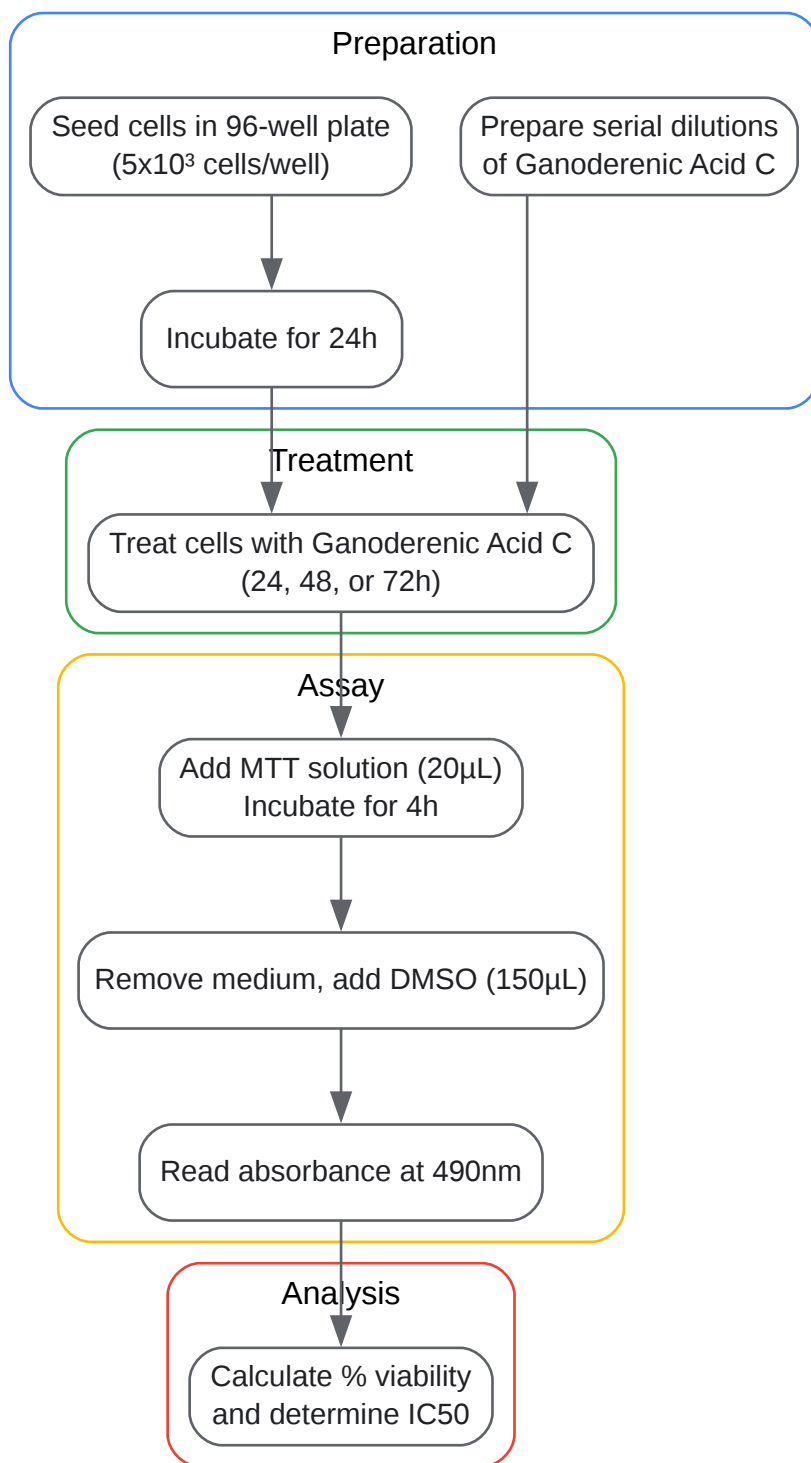 Preparation
Seed cells in 96-well plate
(5x10³ cells/well)
Prepare serial dilutions
of Ganoderenic Acid C
Incubate for 24h
Treatment
Treat cells with Ganoderenic Acid C
(24, 48, or 72h)
Assay
Add MTT solution (20µL)
Incubate for 4h
Remove medium, add DMSO (150µL)
Read absorbance at 490nm
Analysis
Calculate % viability
and determine IC50